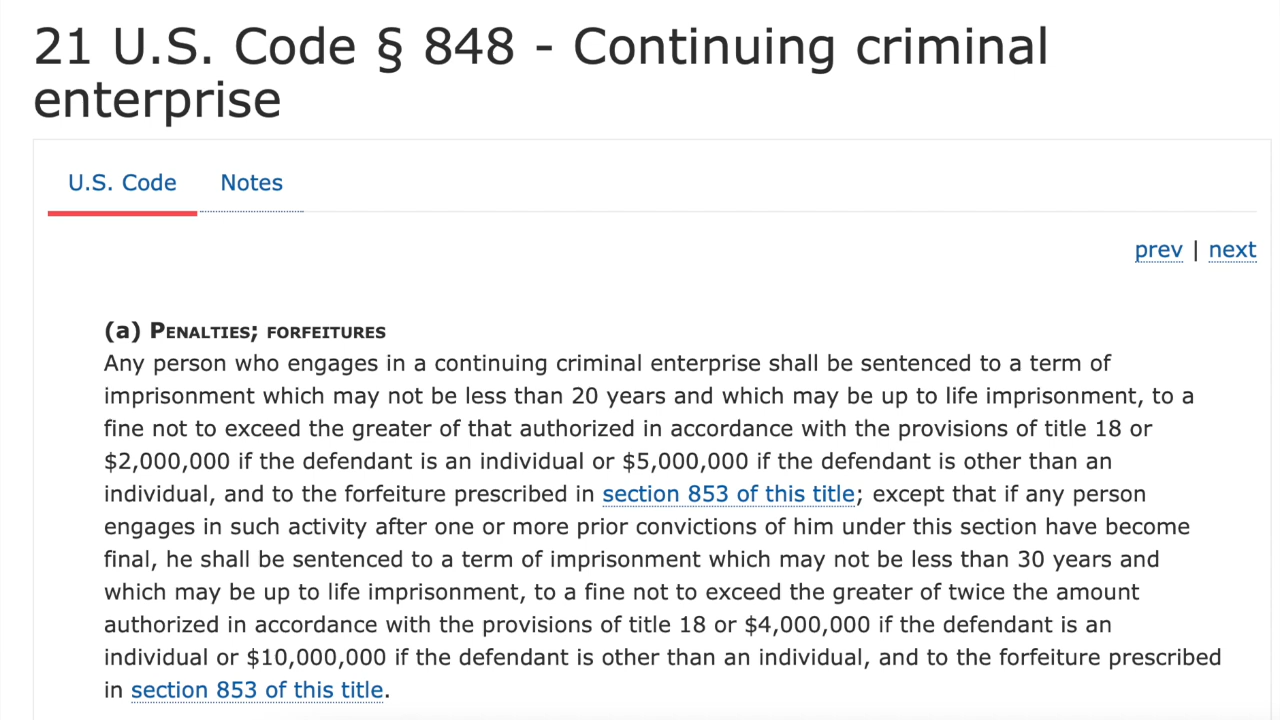 21 U.S. Code § 848 - Continuing criminal
enterprise
U.S. Code Notes
prev | next
(a) Penalties; forfeitures
Any person who engages in a continuing criminal enterprise shall be sentenced to a term of
imprisonment which may not be less than 20 years and which may be up to life imprisonment, to a
fine not to exceed the greater of that authorized in accordance with the provisions of title 18 or
$2,000,000 if the defendant is an individual or $5,000,000 if the defendant is other than an
individual, and to the forfeiture prescribed in section 853 of this title; except that if any person
engages in such activity after one or more prior convictions of him under this section have become
final, he shall be sentenced to a term of imprisonment which may not be less than 30 years and
which may be up to life imprisonment, to a fine not to exceed the greater of twice the amount
authorized in accordance with the provisions of title 18 or $4,000,000 if the defendant is an
individual or $10,000,000 if the defendant is other than an individual, and to the forfeiture prescribed
in section 853 of this title.